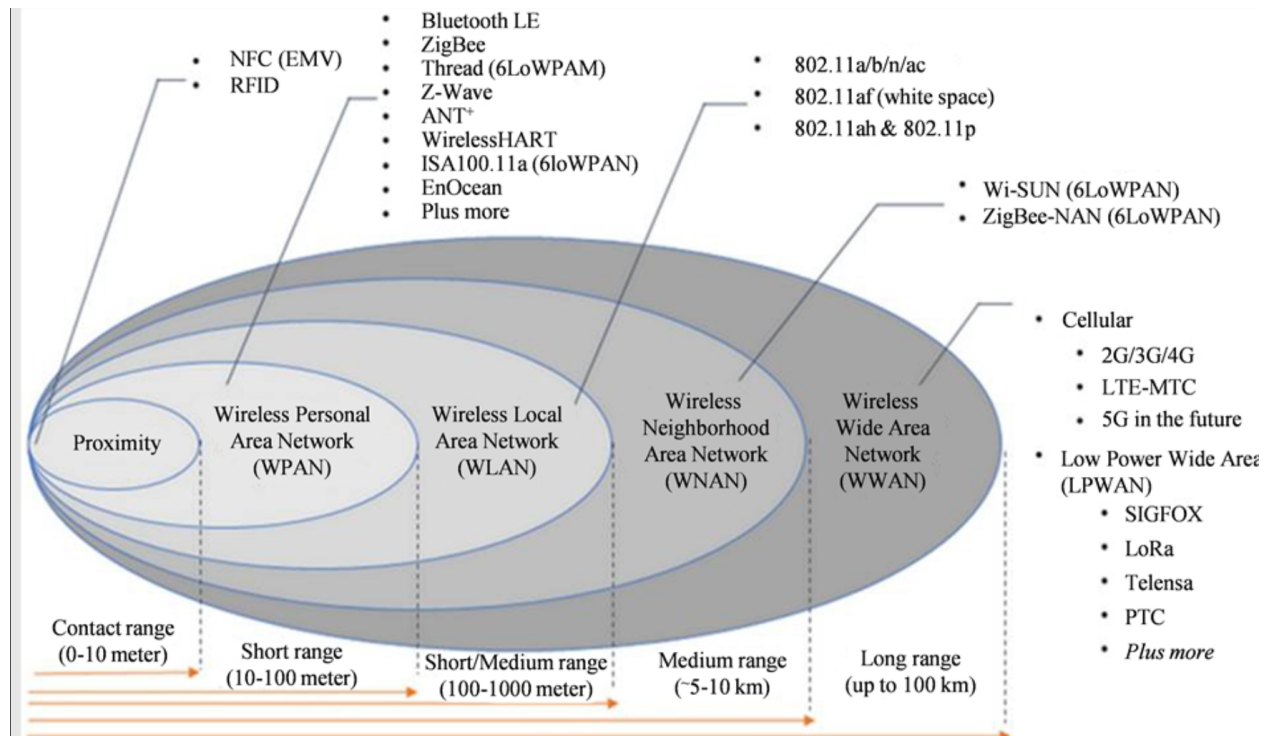 • NFC (EMV)
• RFID
• Bluetooth LE
• ZigBee
• Thread (6LoWPAM)
• Z-Wave
• ANT⁺
• WirelessHART
• ISA100.11a (6loWPAN)
• EnOcean
• Plus more
• 802.11a/b/n/ac
• 802.11af (white space)
• 802.11ah & 802.11p
• Wi-SUN (6LoWPAN)
• ZigBee-NAN (6LoWPAN)
• Cellular
• 2G/3G/4G
• LTE-MTC
• 5G in the future
• Low Power Wide Area
(LPWAN)
• SIGFOX
• LoRa
• Telensa
• PTC
• Plus more
Proximity
Wireless Personal
Area Network
(WPAN)
Wireless Local
Area Network
(WLAN)
Wireless
Neighborhood
Area Network
(WNAN)
Wireless
Wide Area
Network
(WWAN)
Contact range
(0-10 meter)
Short range
(10-100 meter)
Short/Medium range
(100-1000 meter)
Medium range
(~5-10 km)
Long range
(up to 100 km)